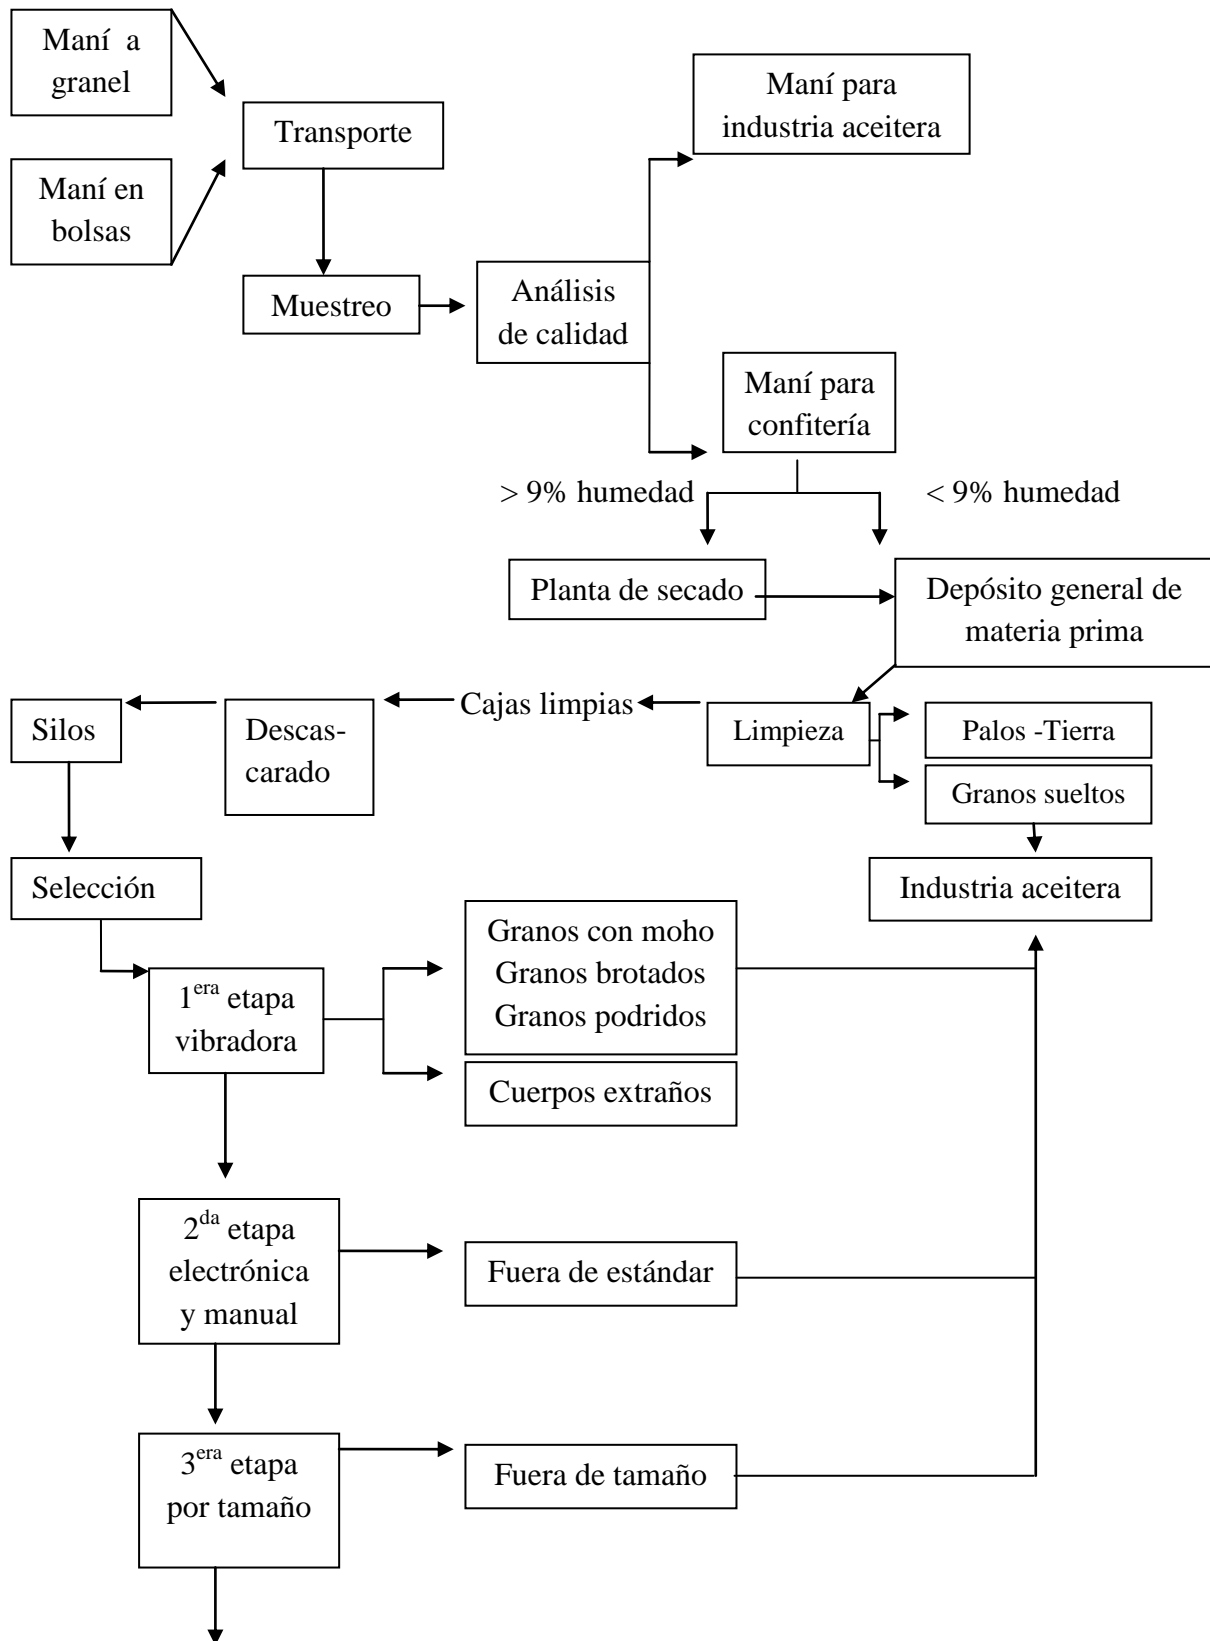 Maní a
granel
Maní en
bolsas
Transporte
Muestreo
Análisis
de calidad
Maní para
industria aceitera
Maní para
confitería
> 9% humedad
< 9% humedad
Planta de secado
Depósito general de
materia prima
Limpieza
Palos -Tierra
Granos sueltos
Industria aceitera
Cajas limpias
Descas-
carado
Silos
Selección
1era etapa
vibradora
Granos con moho
Granos brotados
Granos podridos
Cuerpos extraños
2da etapa
electrónica
y manual
Fuera de estándar
3era etapa
por tamaño
Fuera de tamaño